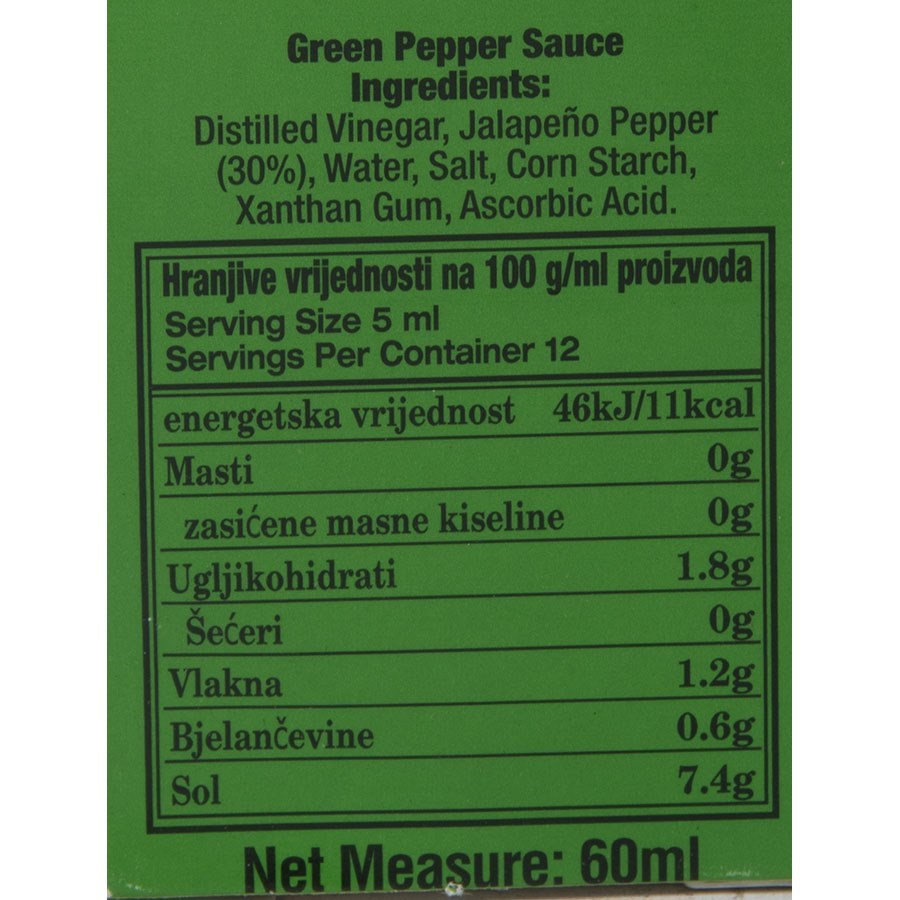 Green Pepper Sauce
Ingredients:
Distilled Vinegar, Jalapeño Pepper
(30%), Water, Salt, Corn Starch,
Xanthan Gum, Ascorbic Acid.
Hranjive vrijednosti na 100 g/ml proizvoda
Serving Size 5 ml
Servings Per Container 12
energetska vrijednost 46kJ/11kcal
Masti 0g
zasićene masne kiseline 0g
Ugljikohidrati 1.8g
Šećeri 0g
Vlakna 1.2g
Bjelančevine 0.6g
Sol 7.4g
Net Measure: 60ml